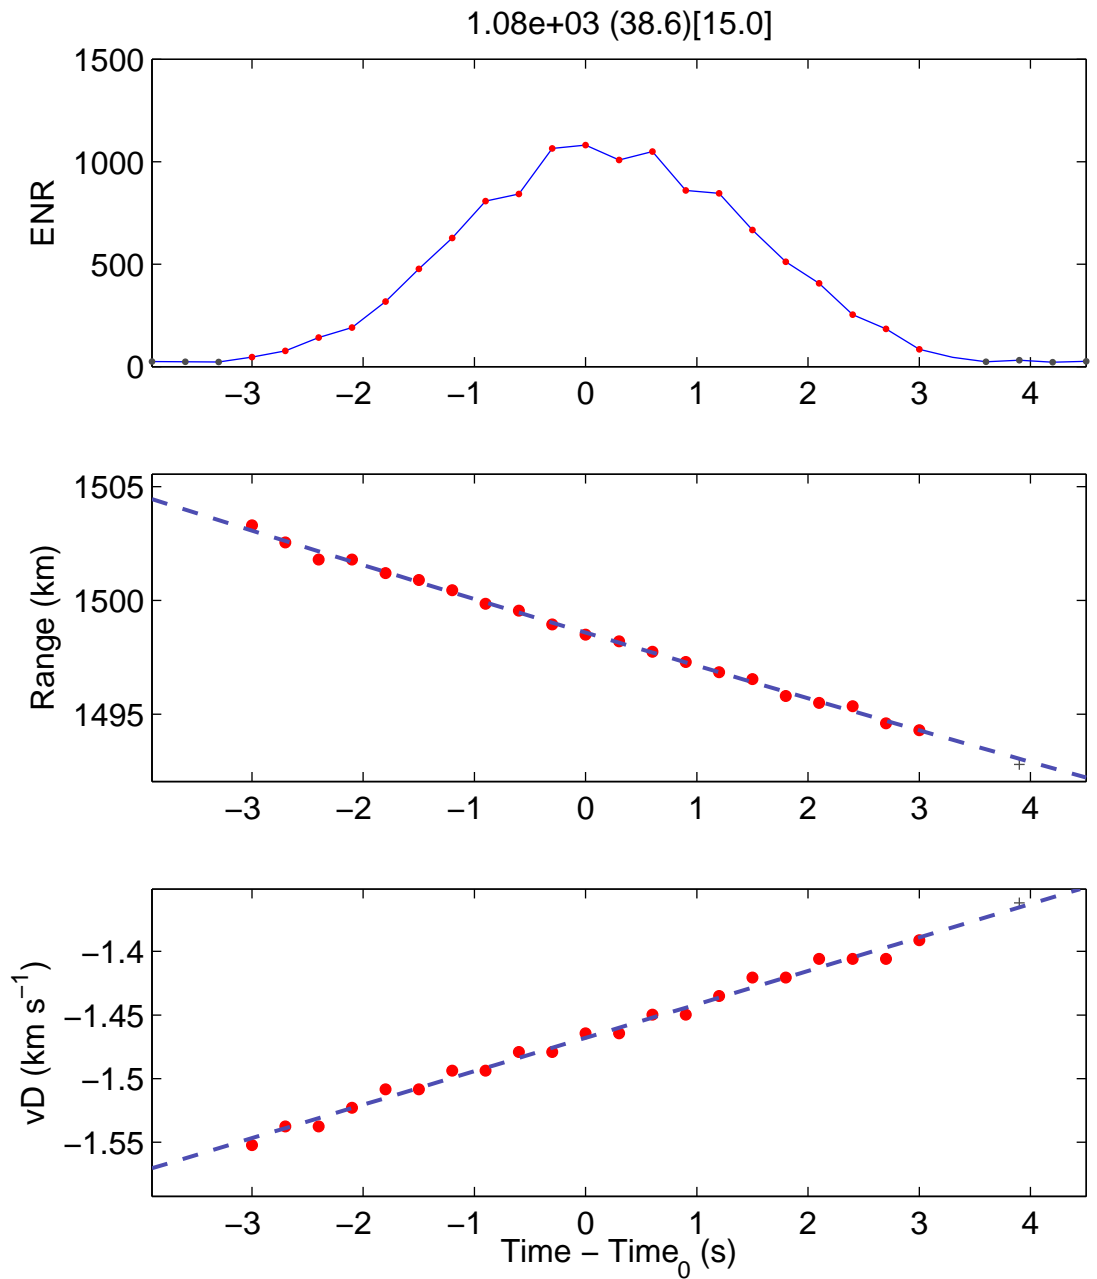 1.08e+03 (38.6)[15.0]
1500
1000
500
0
ENR
−3 −2 −1 0 1 2 3 4
1505
1500
1495
Range (km)
−3 −2 −1 0 1 2 3 4
−1.4
−1.45
−1.5
−1.55
vD (km s⁻¹)
−3 −2 −1 0 1 2 3 4
Time − Time₀ (s)